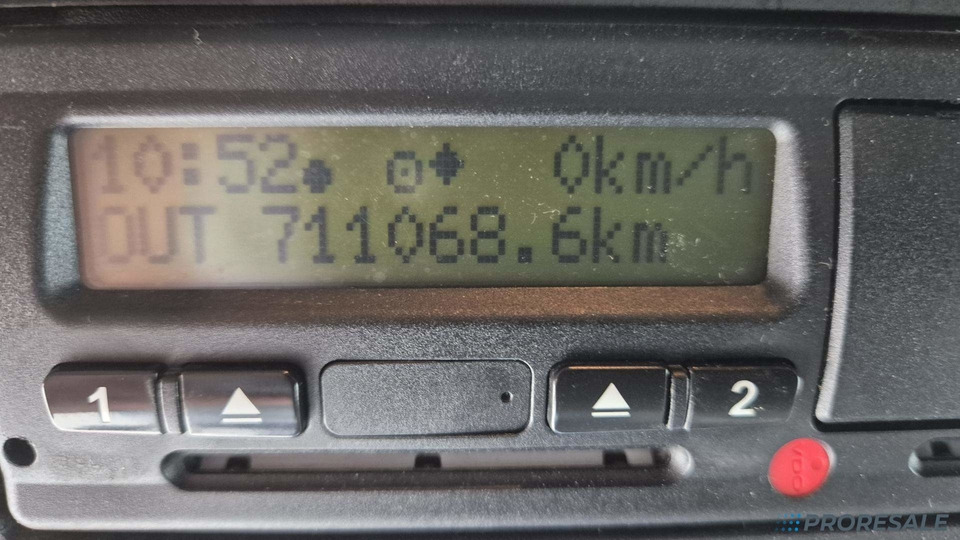 10:52 0km/h
OUT 711068.6km
1 2
VDO
PRORESALE